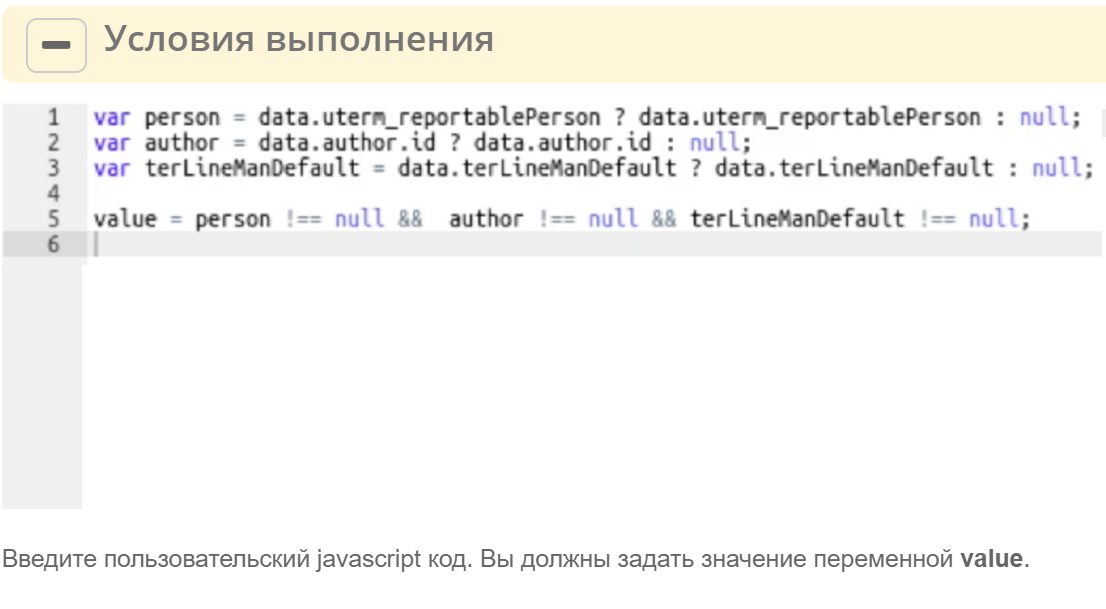 Условия выполнения
1 var person = data.uterm_reportablePerson ? data.uterm_reportablePerson : null;
2 var author = data.author.id ? data.author.id : null;
3 var terLineManDefault = data.terLineManDefault ? data.terLineManDefault : null;
4
5 value = person !== null &&  author !== null && terLineManDefault !== null;
6
Введите пользовательский javascript код. Вы должны задать значение переменной value.